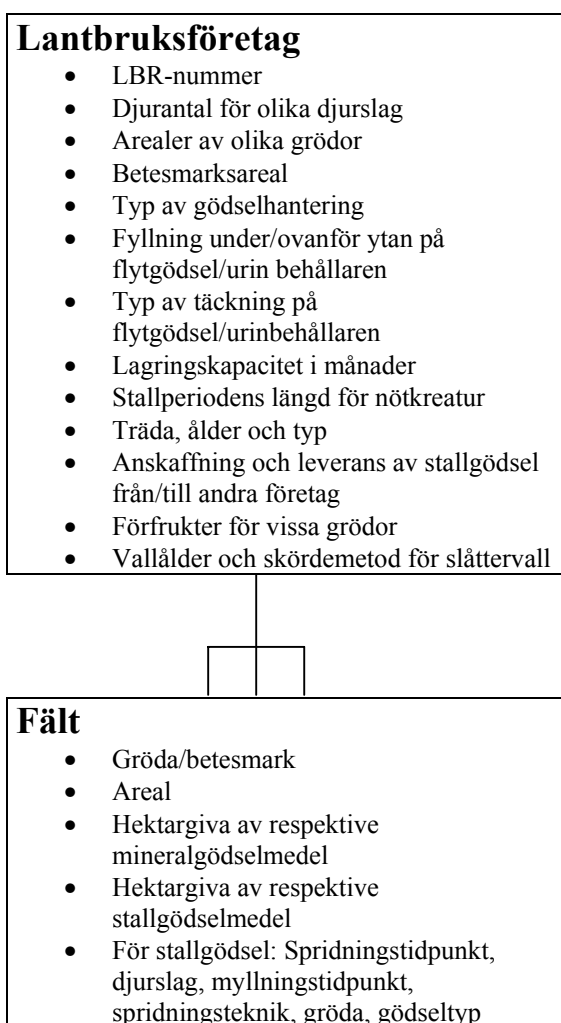 Lantbruksföretag
• LBR-nummer
• Djurantal för olika djurslag
• Arealer av olika grödor
• Betesmarksareal
• Typ av gödselhantering
• Fyllning under/ovanför ytan på
flytgödsel/urin behållaren
• Typ av täckning på
flytgödsel/urinbehållaren
• Lagringskapacitet i månader
• Stallperiodens längd för nötkreatur
• Träda, ålder och typ
• Anskaffning och leverans av stallgödsel
från/till andra företag
• Förfrukter för vissa grödor
• Vallålder och skördemetod för slåttervall
Fält
• Gröda/betesmark
• Areal
• Hektargiva av respektive
mineralgödselmedel
• Hektargiva av respektive
stallgödselmedel
• För stallgödsel: Spridningstidpunkt,
djurslag, myllningstidpunkt,
spridningsteknik, gröda, gödseltyp